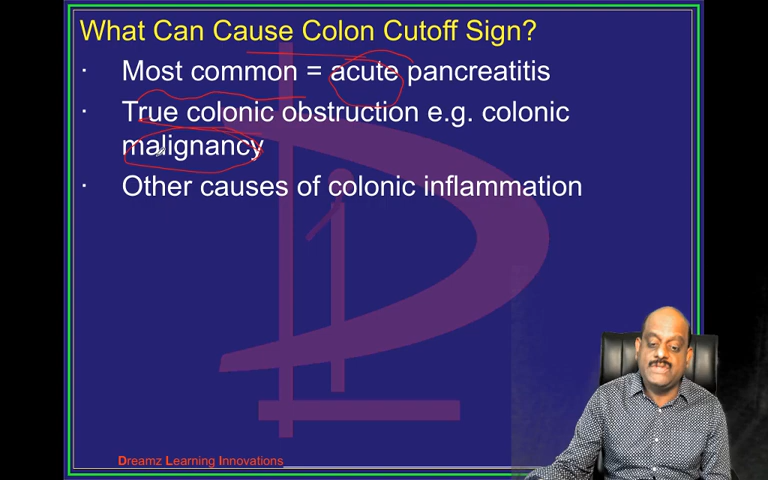 What Can Cause Colon Cutoff Sign?
· Most common = acute pancreatitis
· True colonic obstruction e.g. colonic
malignancy
· Other causes of colonic inflammation
Dreamz Learning Innovations